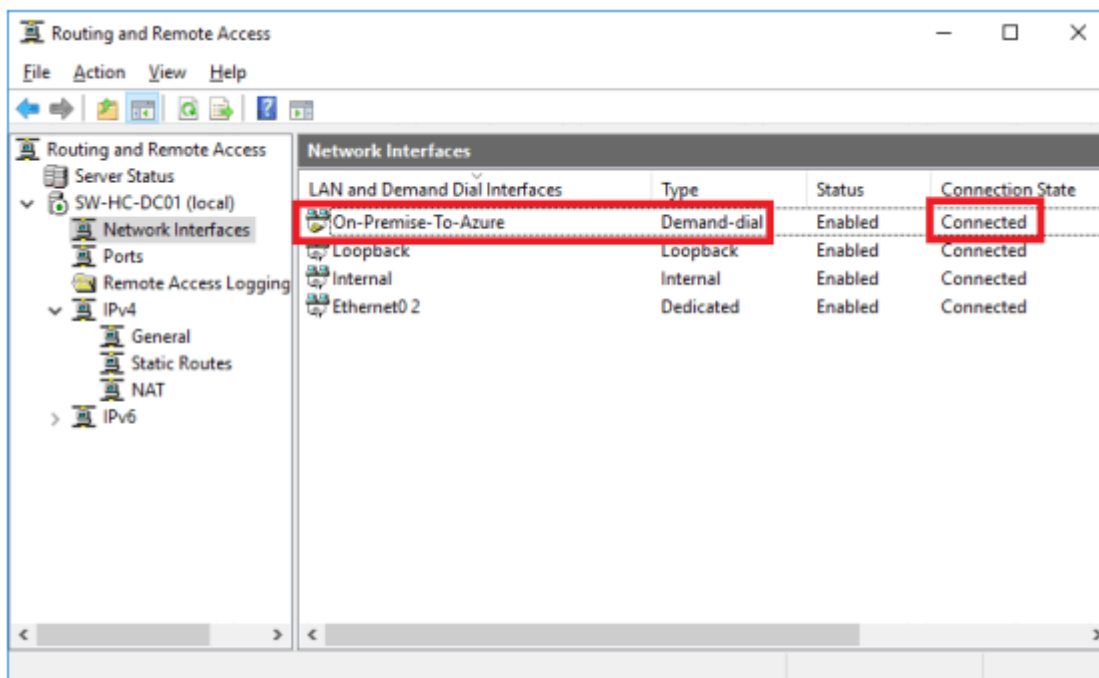 Routing and Remote Access
File Action View Help
Routing and Remote Access
Server Status
SW-HC-DC01 (local)
Network Interfaces
Ports
Remote Access Logging
IPv4
General
Static Routes
NAT
IPv6
Network Interfaces
LAN and Demand Dial Interfaces Type Status Connection State
On-Premise-To-Azure Demand-dial Enabled Connected
Loopback Loopback Enabled Connected
Internal Internal Enabled Connected
Ethernet0 2 Dedicated Enabled Connected